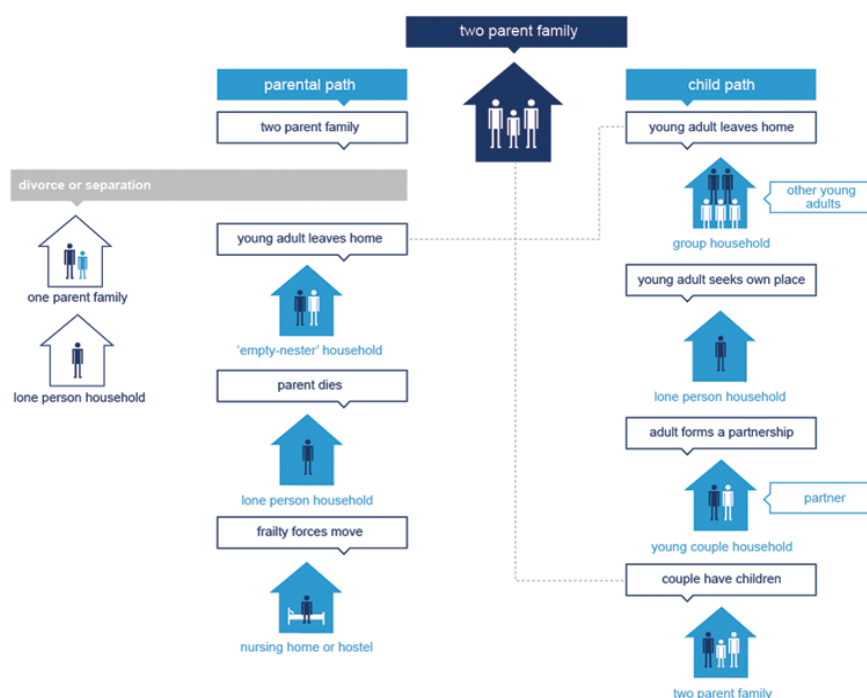 two parent family
parental path
two parent family
divorce or separation
one parent family
lone person household
young adult leaves home
'empty-nester' household
parent dies
lone person household
frailty forces move
nursing home or hostel
child path
young adult leaves home
other young
adults
group household
young adult seeks own place
lone person household
adult forms a partnership
partner
young couple household
couple have children
two parent family